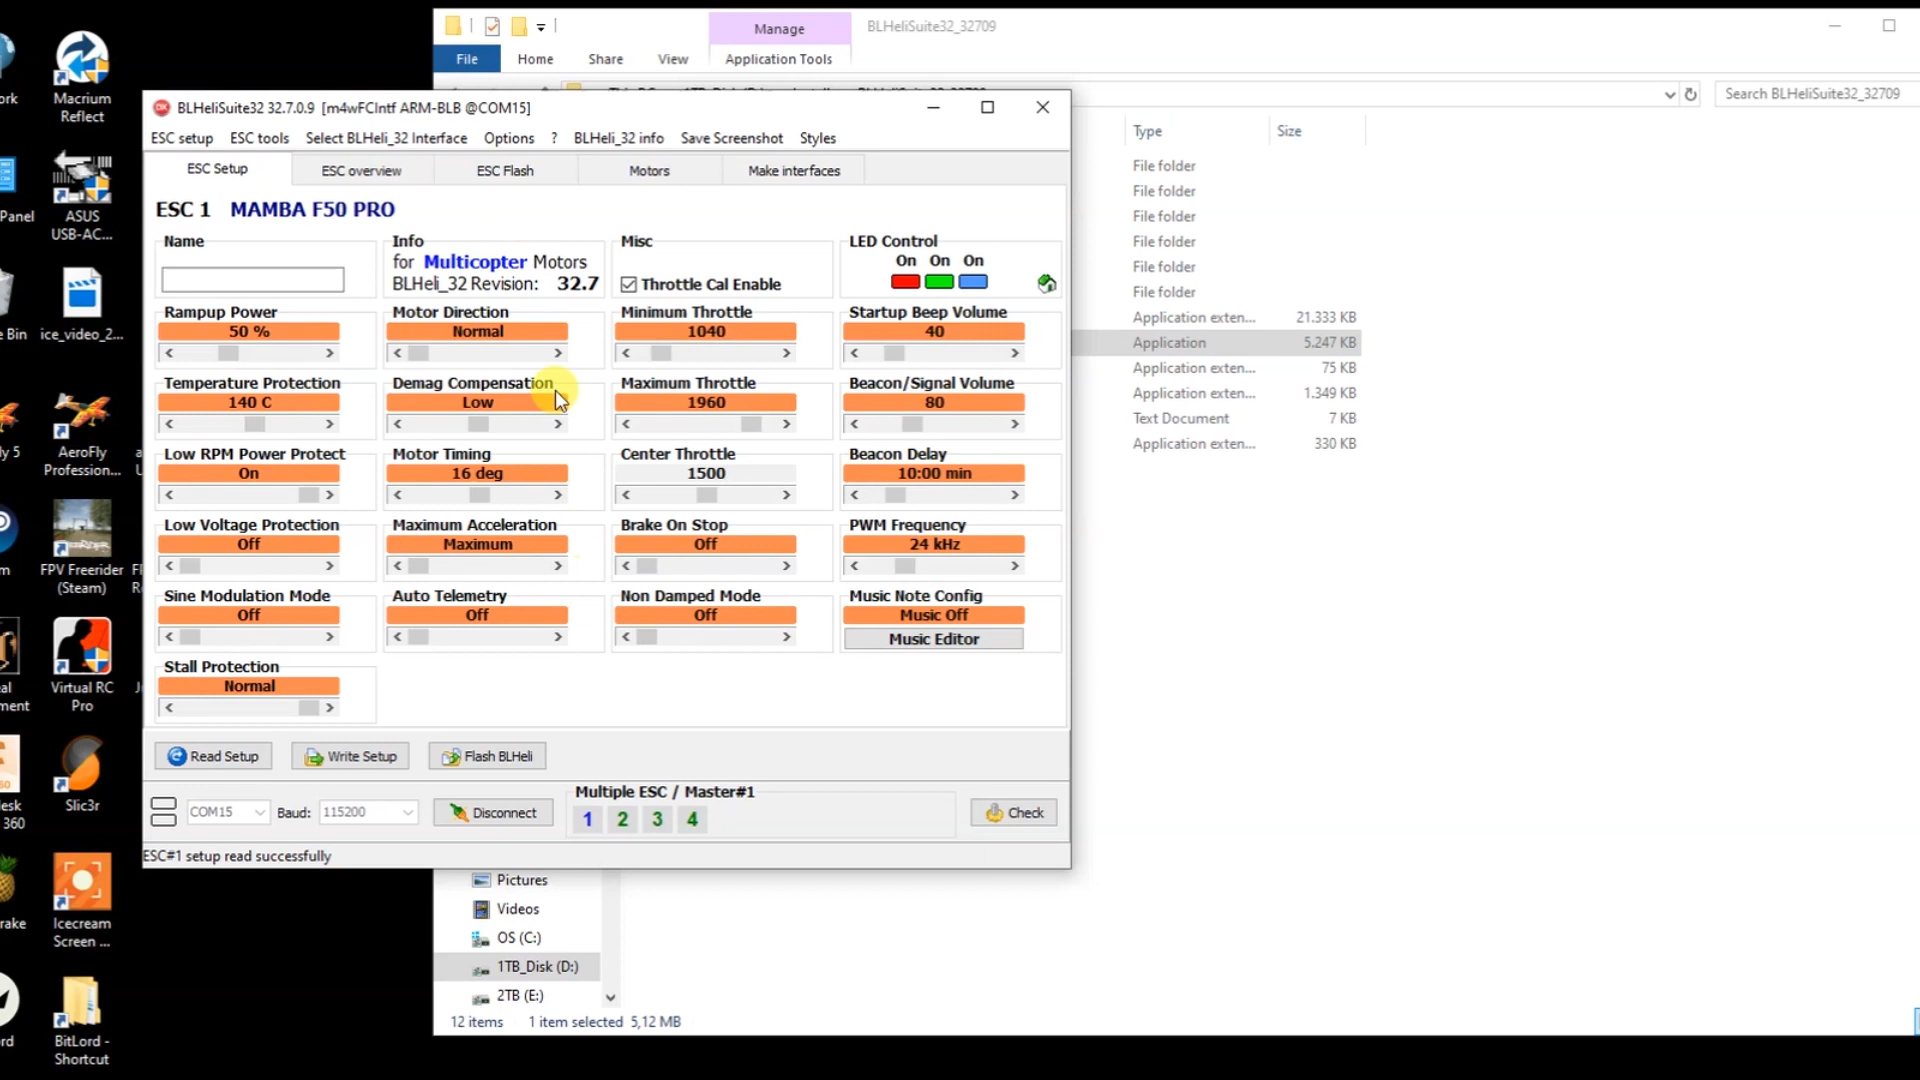 Manage
BLHeliSuite32_32709
File
Home
Share
View
Application Tools
Search BLHeliSuite32_32709
Type
Size
File folder
File folder
File folder
File folder
File folder
File folder
Application exten...
21.333 KB
Application
5.247 KB
Application exten...
75 KB
Application exten...
1.349 KB
Text Document
7 KB
Application exten...
330 KB
BLHeliSuite32 32.7.0.9 [m4wFCIntf ARM-BLB @COM15]
ESC setup
ESC tools
Select BLHeli_32 Interface
Options
?
BLHeli_32 info
Save Screenshot
Styles
ESC Setup
ESC overview
ESC Flash
Motors
Make interfaces
ESC 1 MAMBA F50 PRO
Name
Info
for Multicopter Motors
BLHeli_32 Revision: 32.7
Misc
Throttle Cal Enable
LED Control
On On On
Rampup Power
50 %
Motor Direction
Normal
Minimum Throttle
1040
Startup Beep Volume
40
Temperature Protection
140 C
Demag Compensation
Low
Maximum Throttle
1960
Beacon/Signal Volume
80
Low RPM Power Protect
On
Motor Timing
16 deg
Center Throttle
1500
Beacon Delay
10:00 min
Low Voltage Protection
Off
Maximum Acceleration
Maximum
Brake On Stop
Off
PWM Frequency
24 kHz
Sine Modulation Mode
Off
Auto Telemetry
Off
Non Damped Mode
Off
Music Note Config
Music Off
Music Editor
Stall Protection
Normal
Read Setup
Write Setup
Flash BLHeli
COM15
Baud:
115200
Disconnect
Multiple ESC / Master#1
1 2 3 4
Check
ESC#1 setup read successfully
Pictures
Videos
OS (C:)
1TB_Disk (D:)
2TB (E:)
12 items
1 item selected 5,12 MB
Macrium
Reflect
ASUS
USB-AC...
Panel
ice_video_2...
Bin
AeroFly
Profession...
FPV Freerider
(Steam)
Virtual RC
Pro
Slic3r
360
Icecream
Screen ...
BitLord -
Shortcut